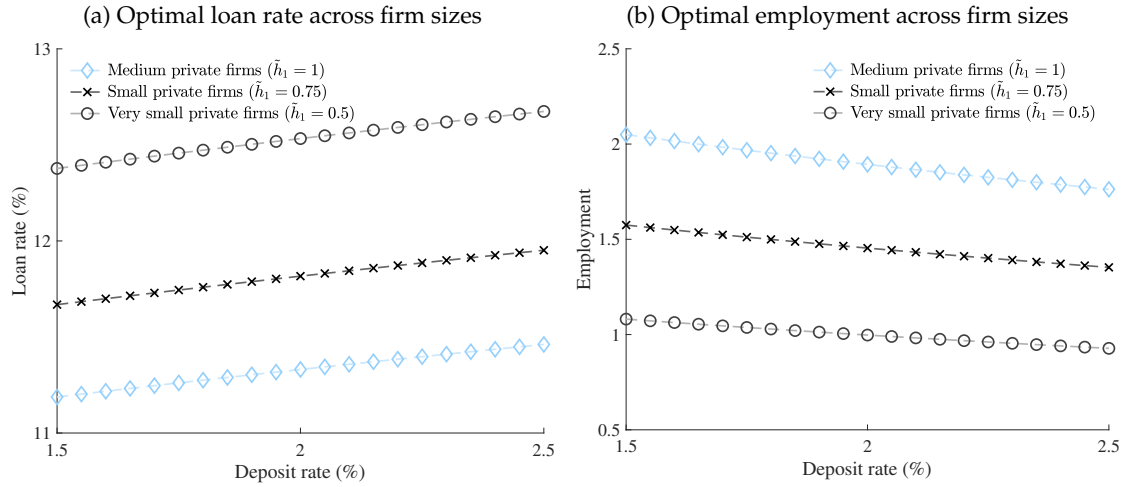 (a) Optimal loan rate across firm sizes
13
Medium private firms (h̃₁ = 1)
Small private firms (h̃₁ = 0.75)
Very small private firms (h̃₁ = 0.5)
Loan rate (%)
12
11
1.5
2
2.5
Deposit rate (%)
(b) Optimal employment across firm sizes
2.5
Medium private firms (h̃₁ = 1)
Small private firms (h̃₁ = 0.75)
Very small private firms (h̃₁ = 0.5)
2
Employment
1.5
1
0.5
1.5
2
2.5
Deposit rate (%)